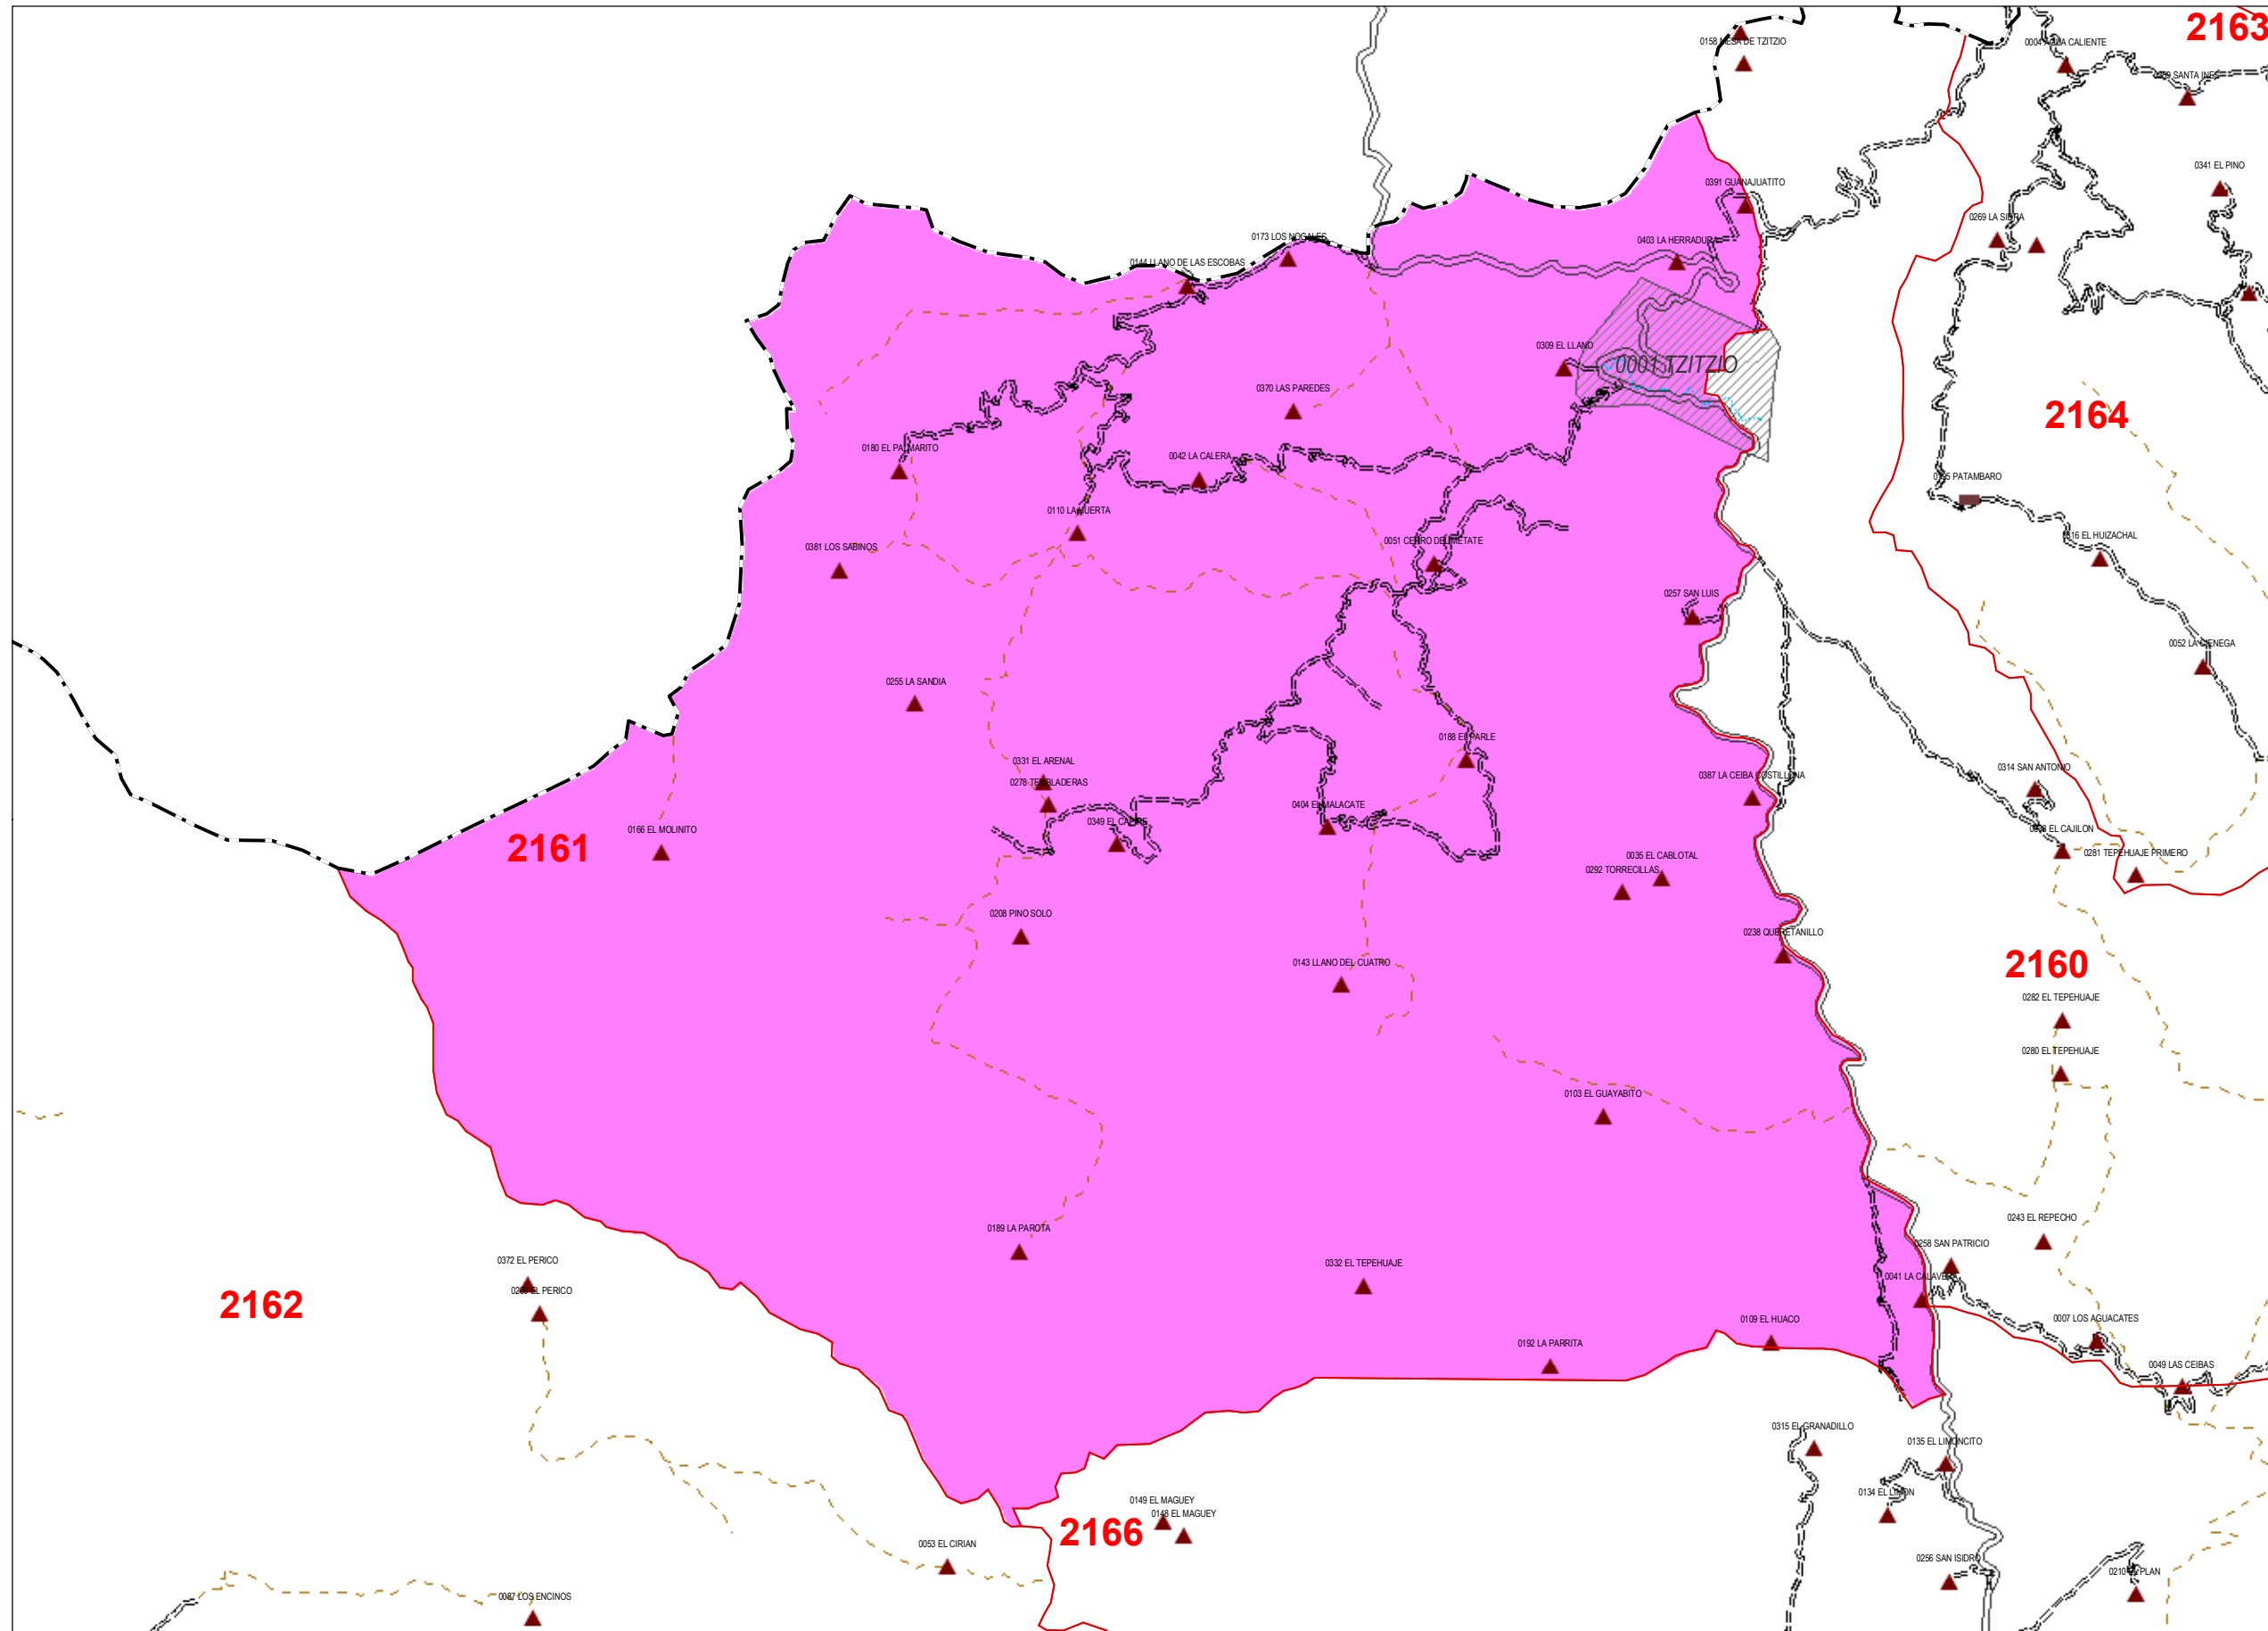 2163
0158 MESA DE TZITZIO
AGUA CALIENTE
SANTA INES
0341 EL PINO
0391 GUANAJUATITO
0269 LA SIDRA
0173 LOS NOGALES
0403 LA HERRADURA
0144 LLANO DE LAS ESCOBAS
0309 EL LLANO
0001 TZITZIO
0370 LAS PAREDES
2164
0180 EL PALMARITO
0042 LA CALERA
PATAMBARO
0110 LA HUERTA
0381 LOS SABINOS
0051 CERRO DEL METATE
0316 EL HUIZACHAL
0257 SAN LUIS
0052 LA CIENEGA
0255 LA SANDIA
0188 EL PARLE
0331 EL ARENAL
0278 TEMBLADERAS
0387 LA CEIBA COSTILLONA
0314 SAN ANTONIO
0404 EL MALACATE
0349 EL
0166 EL MOLINITO
2161
EL CAJILON
0281 TEPEHUAJE PRIMERO
0035 EL CABLOTAL
0292 TORRECILLAS
0208 PINO SOLO
0238 QUERETANILLO
0143 LLANO DEL CUATRO
2160
0282 EL TEPEHUAJE
0280 EL TEPEHUAJE
0103 EL GUAYABITO
0243 EL REPECHO
0189 LA PAROTA
0258 SAN PATRICIO
0372 EL PERICO
0332 EL TEPEHUAJE
0041 LA CALAVERA
EL PERICO
2162
0109 EL HUACO
0007 LOS AGUACATES
0192 LA PARRITA
0049 LAS CEIBAS
0315 EL GRANADILLO
0135 EL LIMONCITO
0149 EL MAGUEY
0148 EL MAGUEY
0134 EL LIMON
2166
0053 EL CIRIAN
0256 SAN ISIDRO
0210 EL PLAN
0087 LOS ENCINOS